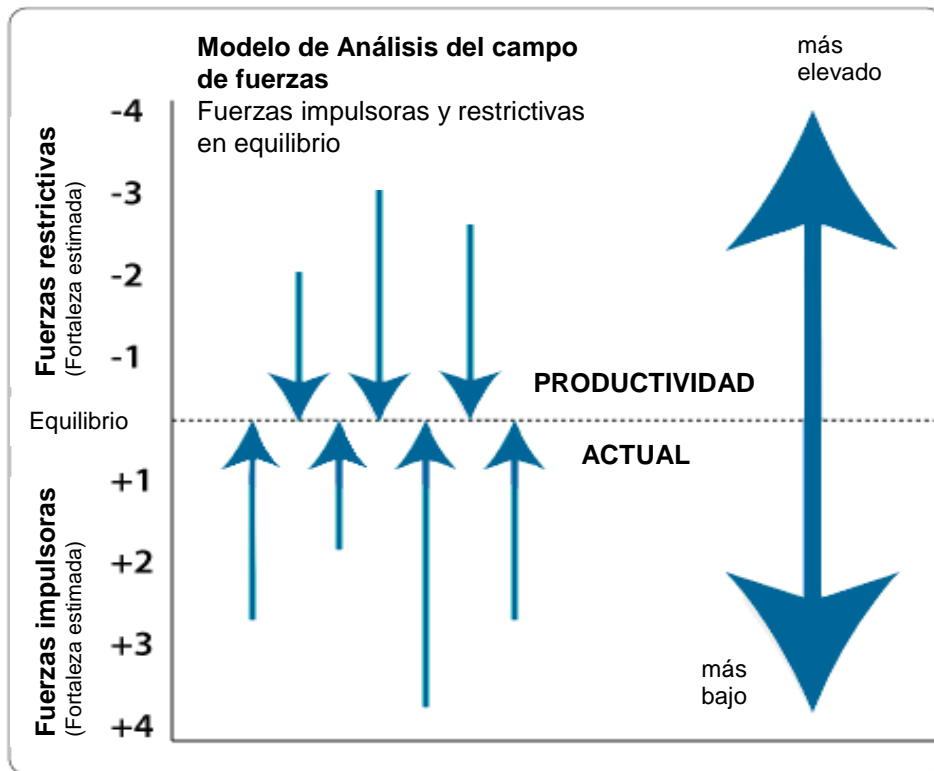 Modelo de Análisis del campo
de fuerzas
Fuerzas impulsoras y restrictivas
en equilibrio
más
elevado
Fuerzas restrictivas
(Fortaleza estimada)
-4
-3
-2
-1
PRODUCTIVIDAD
Equilibrio
ACTUAL
Fuerzas impulsoras
(Fortaleza estimada)
+1
+2
+3
+4
más
bajo